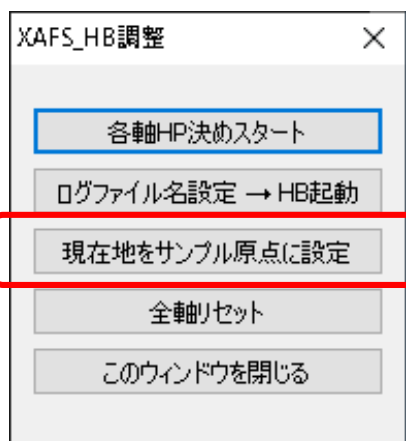 XAFS_HB調整
各軸HP決めスタート
ログファイル名設定 → HB起動
現在地をサンプル原点に設定
全軸リセット
このウィンドウを閉じる